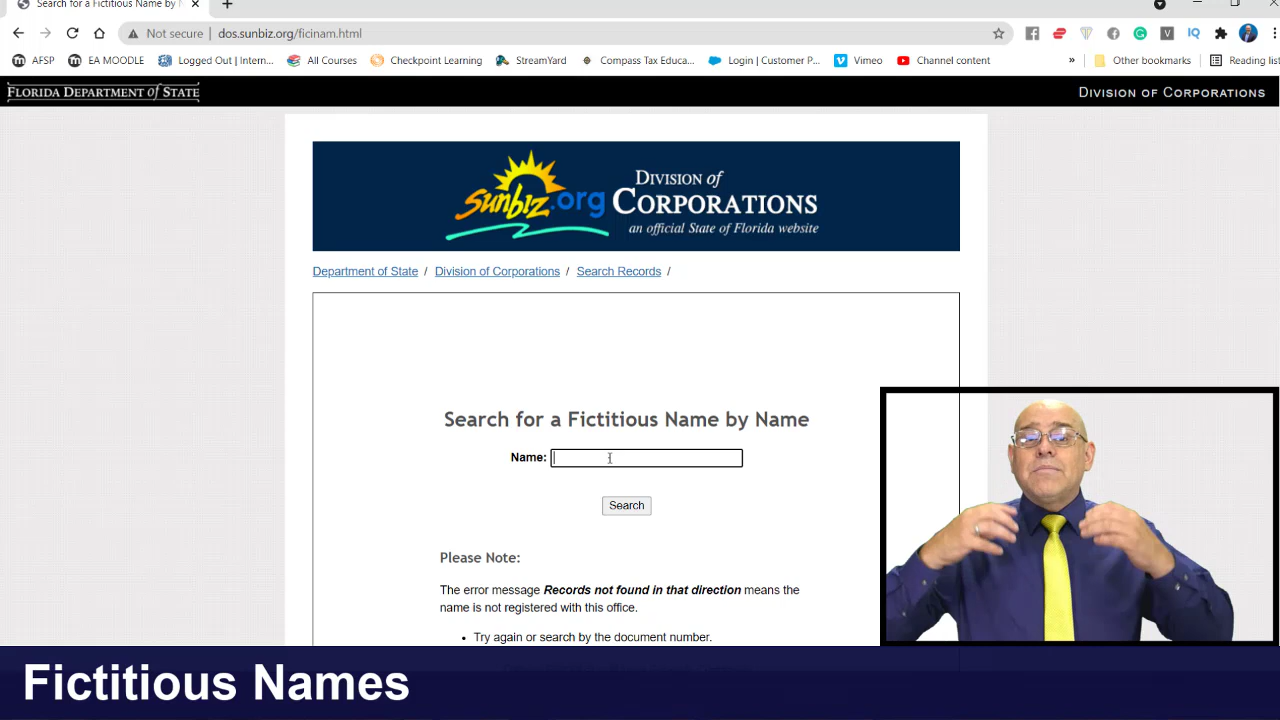 Search for a Fictitious Name by N
Not secure
dos.sunbiz.org/ficinam.html
AFSP
EA MOODLE
Logged Out | Intern...
All Courses
Checkpoint Learning
StreamYard
Compass Tax Educa...
Login | Customer P...
Vimeo
Channel content
»
Other bookmarks
Reading list
FLORIDA DEPARTMENT of STATE
DIVISION OF CORPORATIONS
sunbiz.org
DIVISION of
CORPORATIONS
an official State of Florida website
Department of State / Division of Corporations / Search Records /
Search for a Fictitious Name by Name
Name:
Search
Please Note:
The error message Records not found in that direction means the
name is not registered with this office.
• Try again or search by the document number.
Fictitious Names